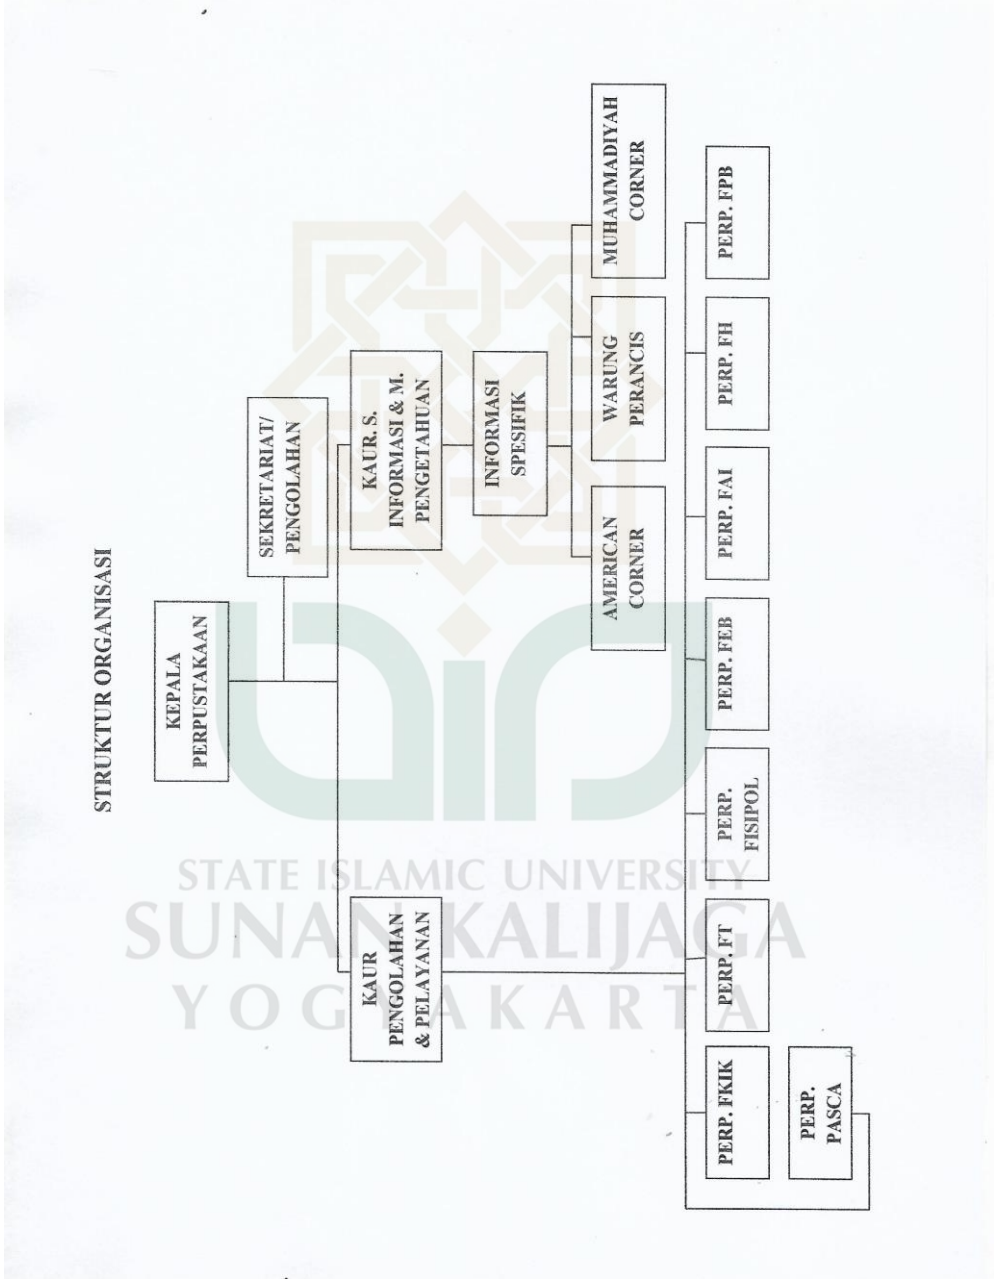 STRUKTUR ORGANISASI
KEPALA
PERPUSTAKAAN
SEKRETARIAT/
PENGOLAHAN
KAUR
PENGOLAHAN
& PELAYANAN
KAUR. S.
INFORMASI & M.
PENGETAHUAN
INFORMASI
SPESIFIK
AMERICAN
CORNER
WARUNG
PERANCIS
MUHAMMADIYAH
CORNER
PERP. FKIK
PERP. FT
PERP.
FISIPOL
PERP. FEB
PERP. FAI
PERP. FH
PERP. FPB
PERP.
PASCA
STATE ISLAMIC UNIVERSITY
SUNAN KALIJAGA
YOGYAKARTA